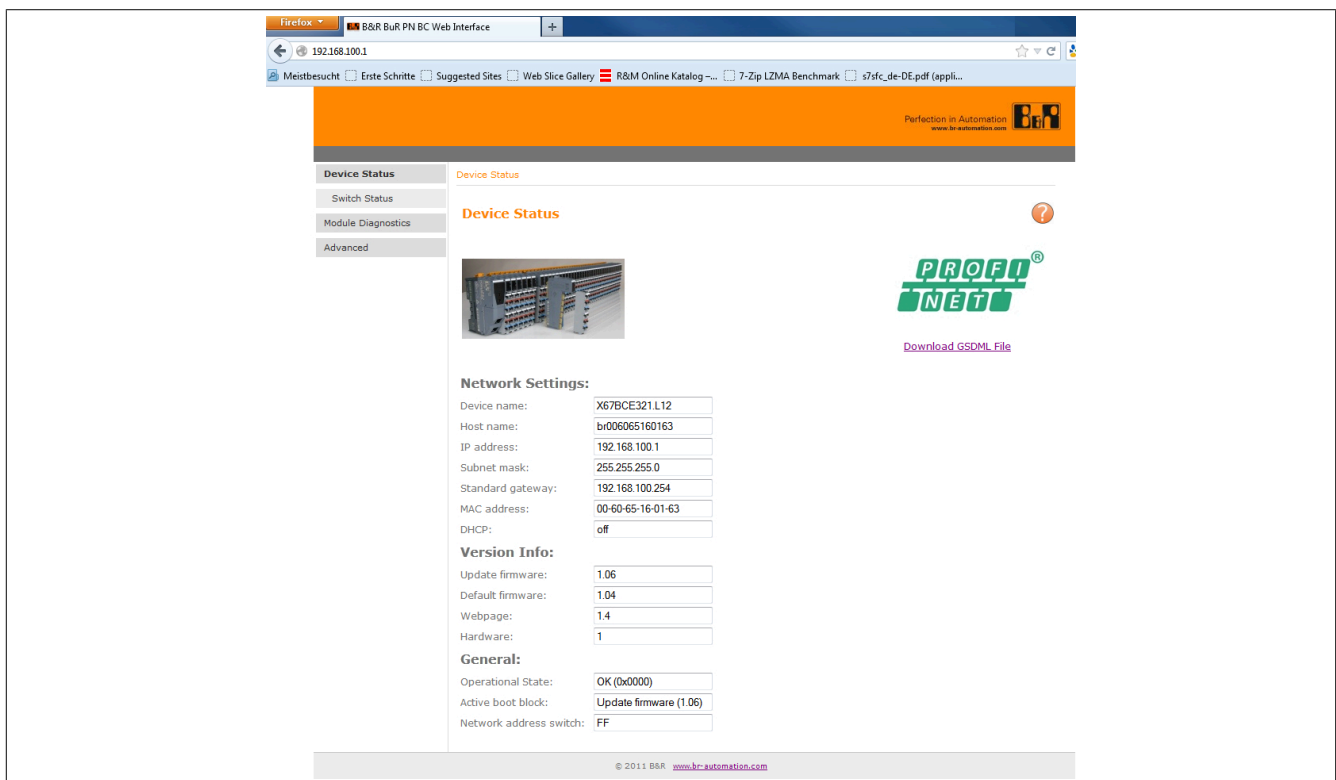 Firefox
B&R BuR PN BC Web Interface
192.168.100.1
Meistbesucht Erste Schritte Suggested Sites Web Slice Gallery R&M Online Katalog –... 7-Zip LZMA Benchmark s7sfc_de-DE.pdf (appli...
Perfection in Automation
www.br-automation.com
B&R
Device Status
Device Status
Switch Status
Device Status
Module Diagnostics
Advanced
PROFI®
NET
Download GSDML File
Network Settings:
Device name: X67BCE321.L12
Host name: br006065160163
IP address: 192.168.100.1
Subnet mask: 255.255.255.0
Standard gateway: 192.168.100.254
MAC address: 00-60-65-16-01-63
DHCP: off
Version Info:
Update firmware: 1.06
Default firmware: 1.04
Webpage: 1.4
Hardware: 1
General:
Operational State: OK (0x0000)
Active boot block: Update firmware (1.06)
Network address switch: FF
© 2011 B&R www.br-automation.com